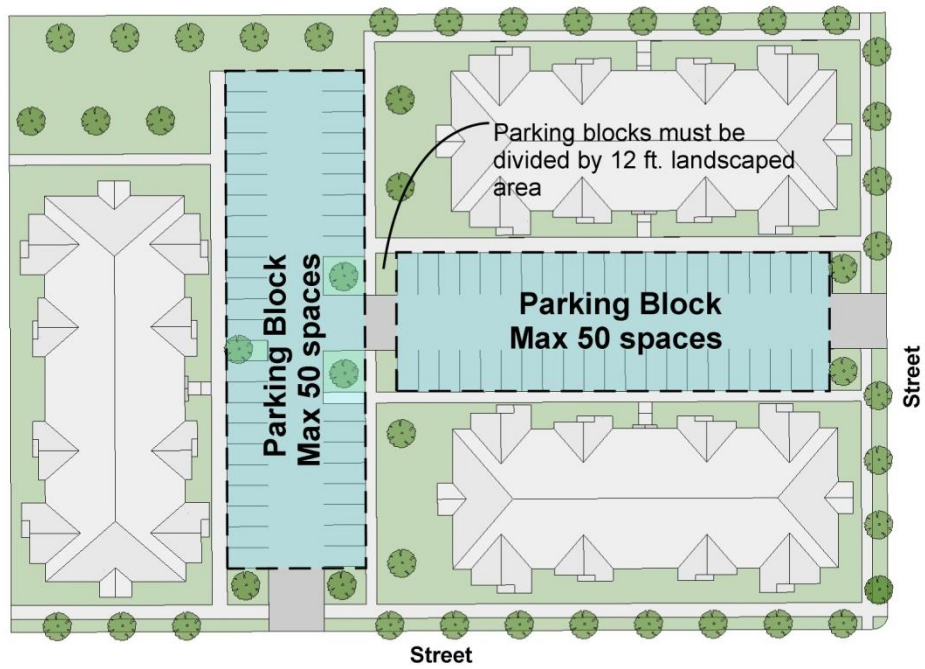 Parking blocks must be
divided by 12 ft. landscaped
area
Parking Block
Max 50 spaces
Parking Block
Max 50 spaces
Street
Street